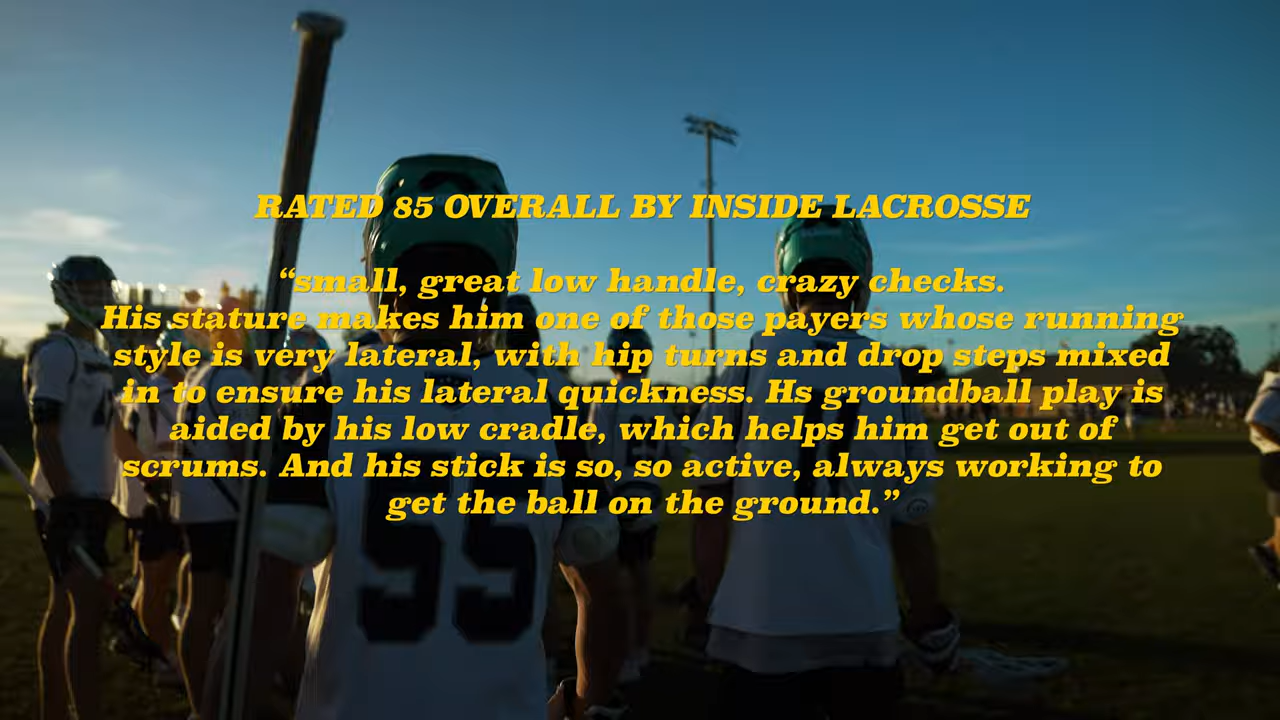 RATED 85 OVERALL BY INSIDE LACROSSE
“small, great low handle, crazy checks.
His stature makes him one of those payers whose running
style is very lateral, with hip turns and drop steps mixed
in to ensure his lateral quickness. Hs groundball play is
aided by his low cradle, which helps him get out of
scrums. And his stick is so, so active, always working to
get the ball on the ground.”
55